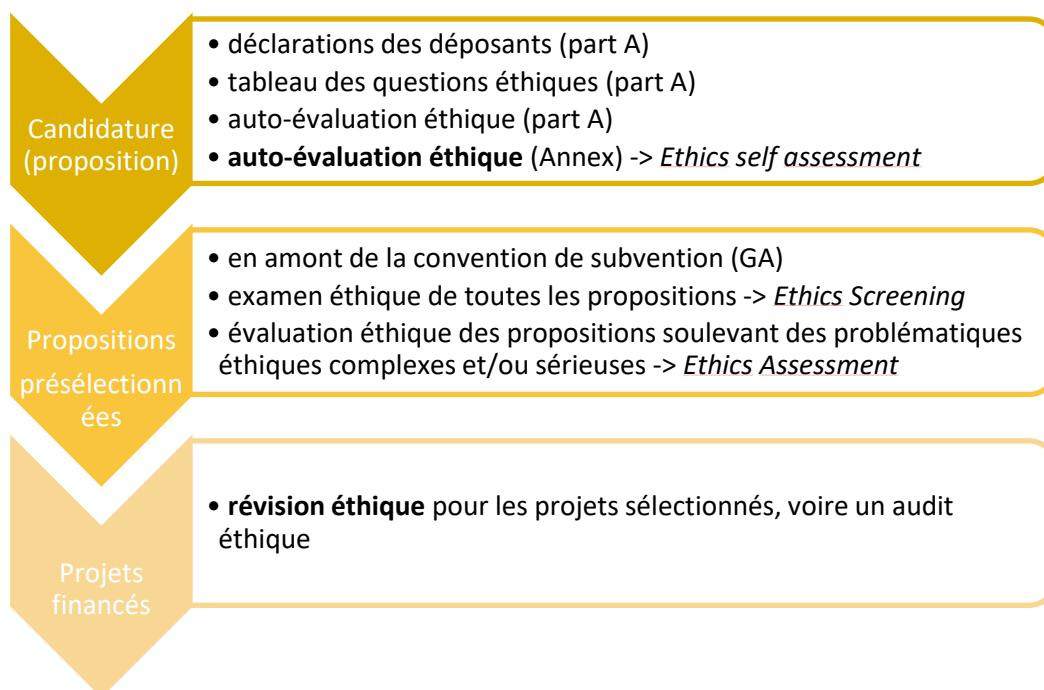 Candidature
(proposition)
• déclarations des déposants (part A)
• tableau des questions éthiques (part A)
• auto-évaluation éthique (part A)
• auto-évaluation éthique (Annex) -> Ethics self assessment
Propositions
présélectionn
ées
• en amont de la convention de subvention (GA)
• examen éthique de toutes les propositions -> Ethics Screening
• évaluation éthique des propositions soulevant des problématiques
éthiques complexes et/ou sérieuses -> Ethics Assessment
Projets
financés
• révision éthique pour les projets sélectionnés, voire un audit
éthique